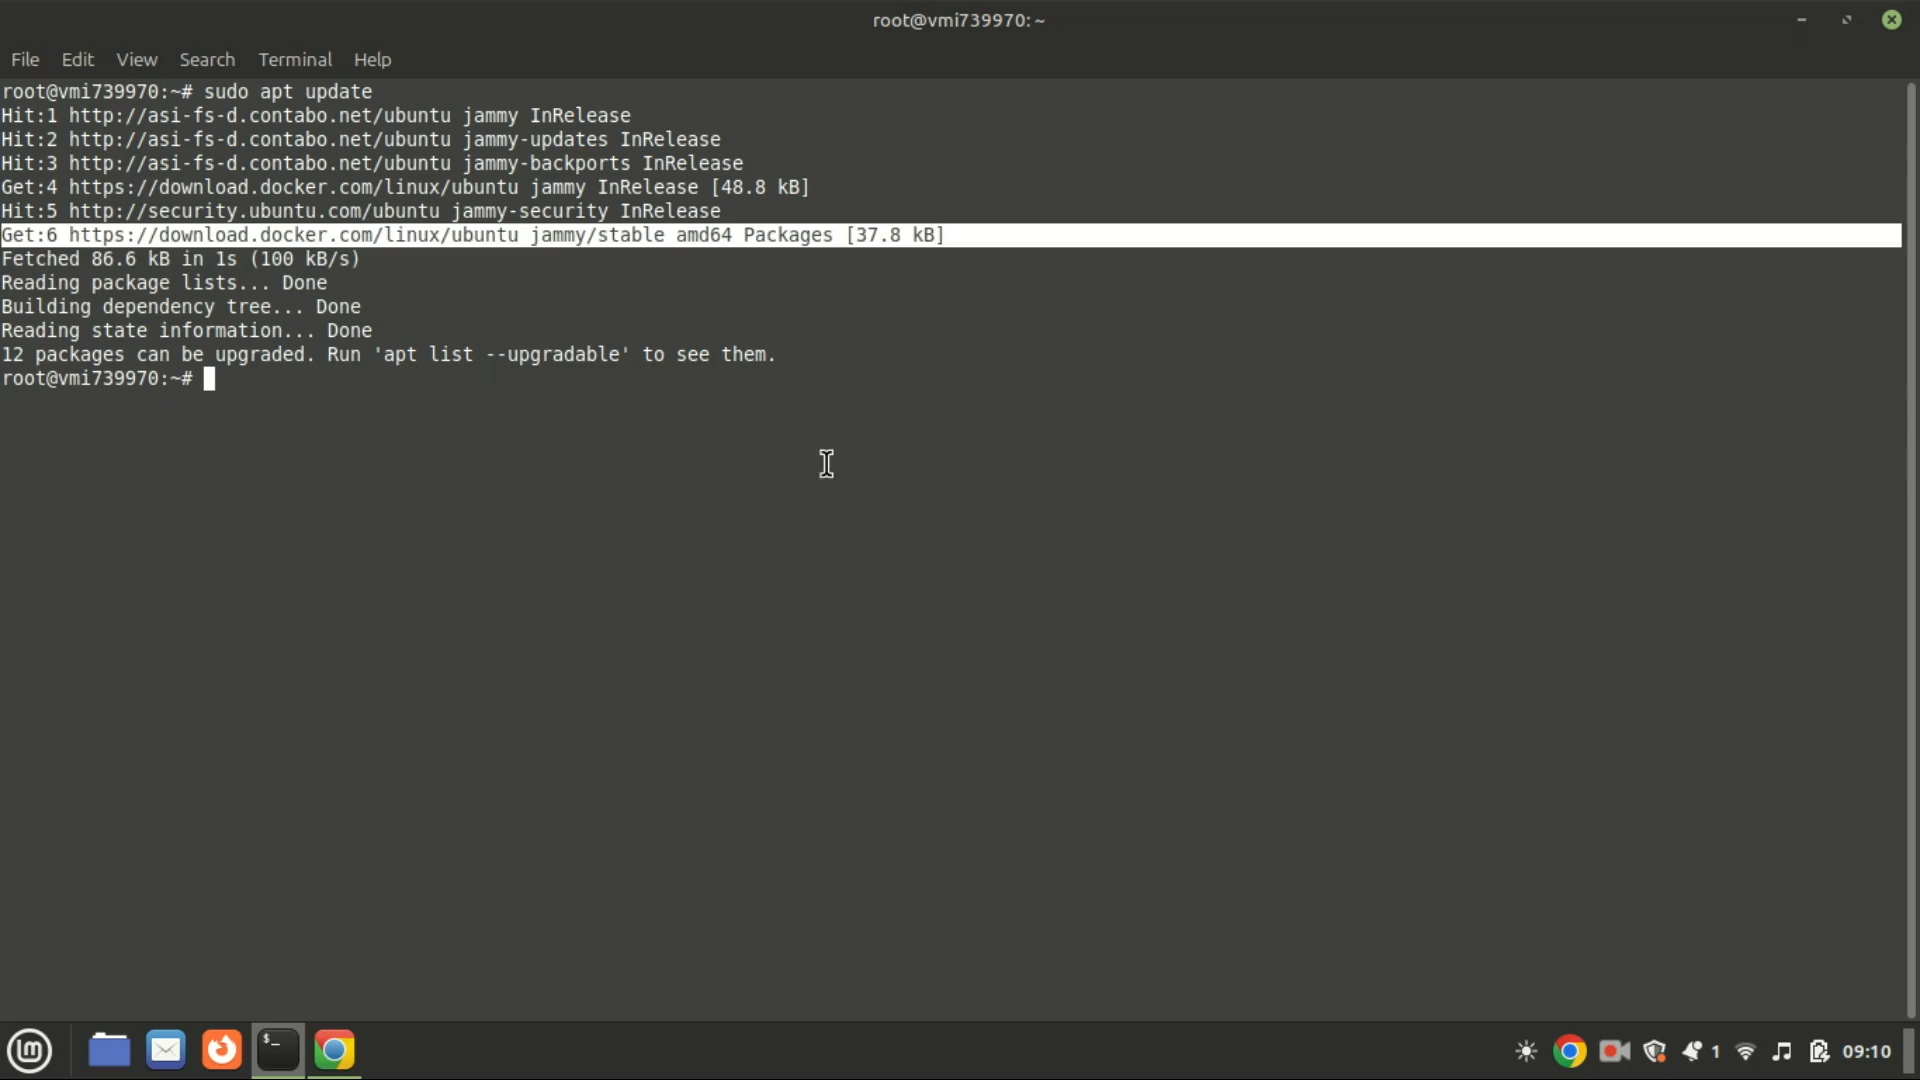 root@vmi739970: ~
File Edit View Search Terminal Help
root@vmi739970:~# sudo apt update
Hit:1 http://asi-fs-d.contabo.net/ubuntu jammy InRelease
Hit:2 http://asi-fs-d.contabo.net/ubuntu jammy-updates InRelease
Hit:3 http://asi-fs-d.contabo.net/ubuntu jammy-backports InRelease
Get:4 https://download.docker.com/linux/ubuntu jammy InRelease [48.8 kB]
Hit:5 http://security.ubuntu.com/ubuntu jammy-security InRelease
Get:6 https://download.docker.com/linux/ubuntu jammy/stable amd64 Packages [37.8 kB]
Fetched 86.6 kB in 1s (100 kB/s)
Reading package lists... Done
Building dependency tree... Done
Reading state information... Done
12 packages can be upgraded. Run 'apt list --upgradable' to see them.
root@vmi739970:~#
$_
1 09:10